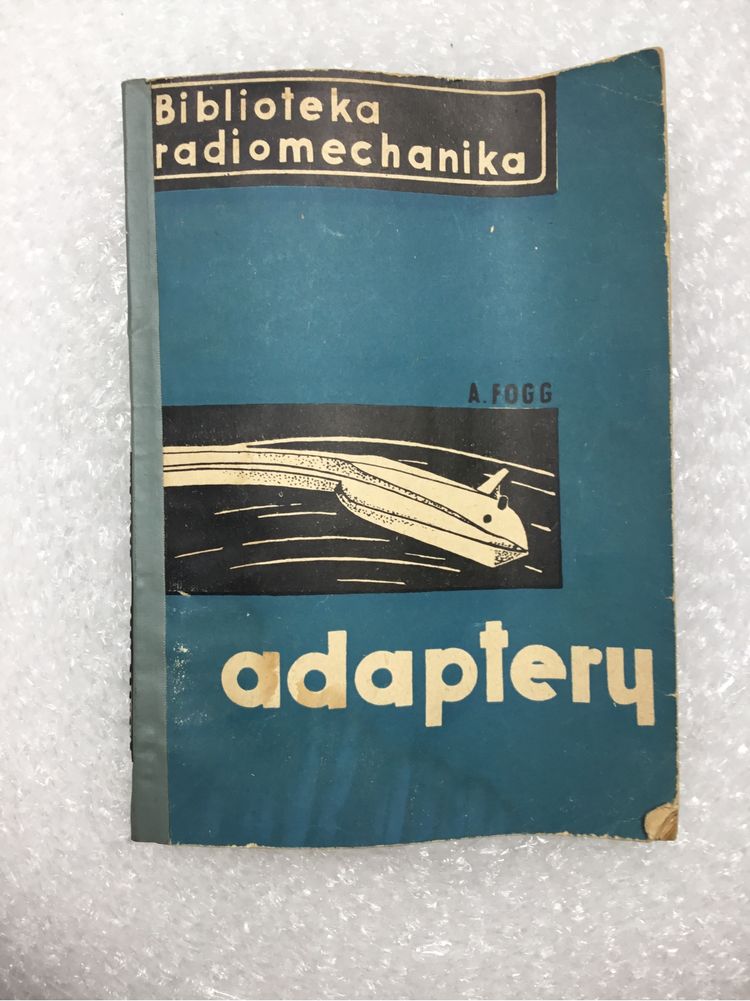 Biblioteka
radiomechanika
A. FOGG
adaptery